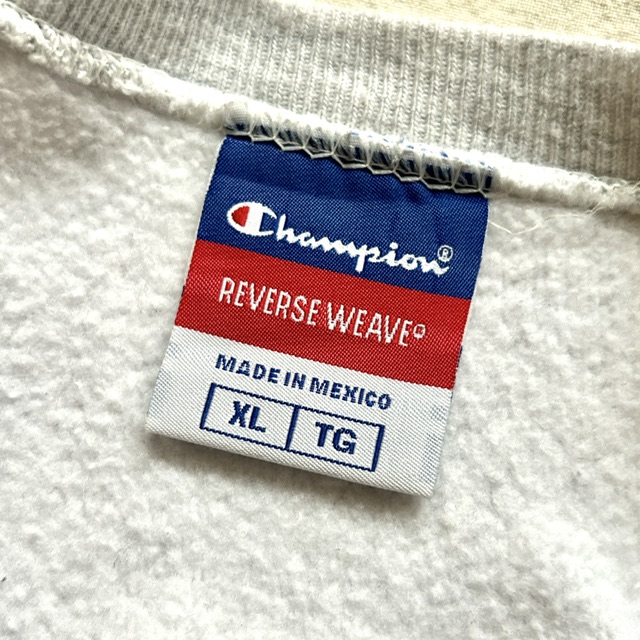 Champion®
REVERSE WEAVE®
MADE IN MEXICO
XL TG